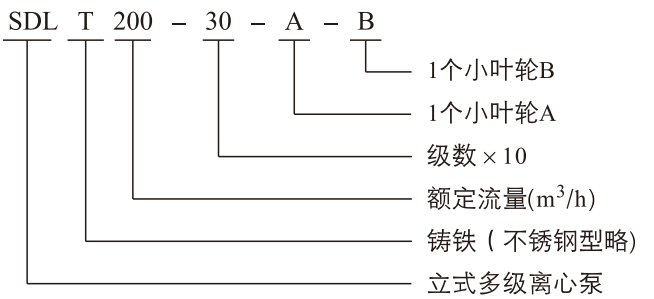 SDL T 200 - 30 - A - B
1个小叶轮B
1个小叶轮A
级数×10
额定流量(m³/h)
铸铁（不锈钢型略）
立式多级离心泵